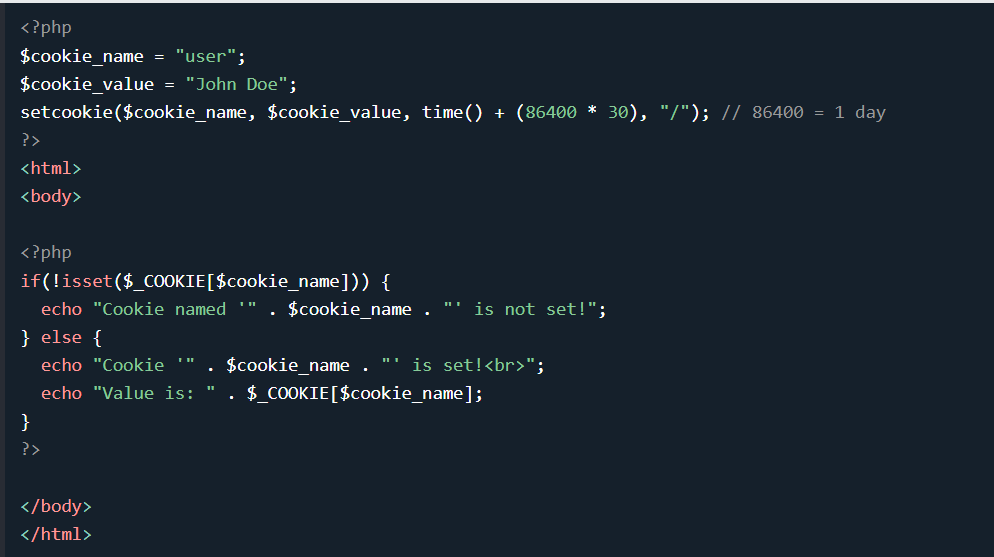 <?php
$cookie_name = "user";
$cookie_value = "John Doe";
setcookie($cookie_name, $cookie_value, time() + (86400 * 30), "/"); // 86400 = 1 day
?>
<html>
<body>

<?php
if(!isset($_COOKIE[$cookie_name])) {
  echo "Cookie named '" . $cookie_name . "' is not set!";
} else {
  echo "Cookie '" . $cookie_name . "' is set!<br>";
  echo "Value is: " . $_COOKIE[$cookie_name];
}
?>

</body>
</html>